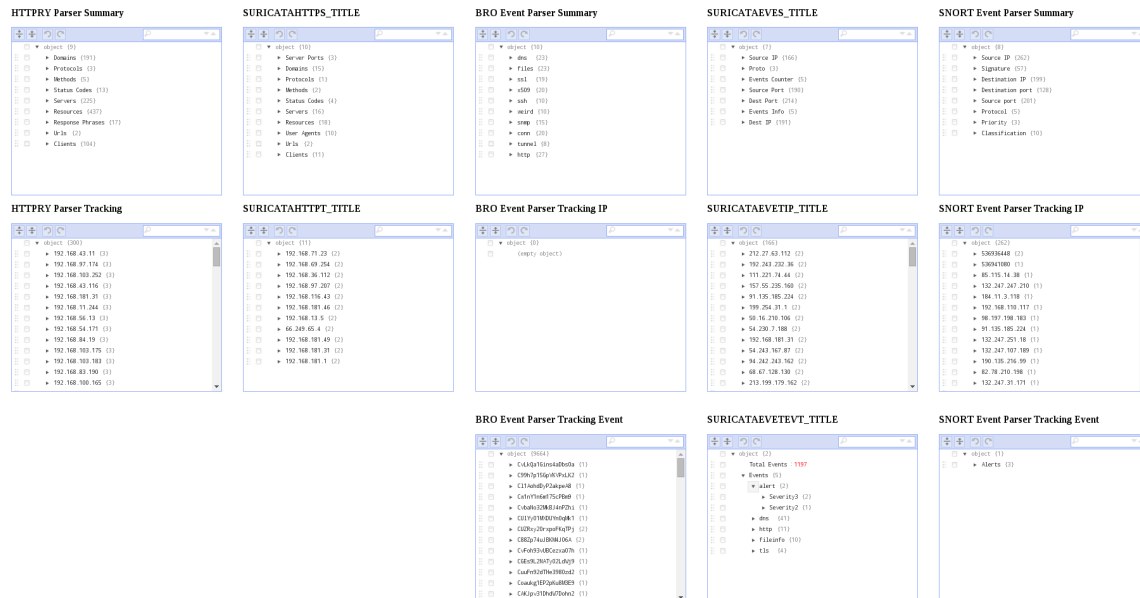 HTTPRY Parser Summary
object {9}
Domains {191}
Protocols {3}
Methods {5}
Status Codes {13}
Servers {225}
Resources {437}
Response Phrases {17}
Urls {2}
Clients {104}
SURICATAHTTPS_TITLE
object {10}
Server Ports {3}
Domains {15}
Protocols {1}
Methods {2}
Status Codes {4}
Servers {16}
Resources {18}
User Agents {10}
Urls {2}
Clients {11}
BRO Event Parser Summary
object {10}
dns {23}
files {23}
ssl {19}
x509 {20}
ssh {10}
weird {10}
snmp {15}
conn {20}
tunnel {8}
http {27}
SURICATAEVES_TITLE
object {7}
Source IP {166}
Proto {3}
Events Counter {5}
Source Port {190}
Dest Port {214}
Events Info {5}
Dest IP {191}
SNORT Event Parser Summary
object {8}
Source IP {262}
Signature {57}
Destination IP {199}
Destination port {128}
Source port {201}
Protocol {5}
Priority {3}
Classification {10}
HTTPRY Parser Tracking
object {300}
192.168.43.11 {3}
192.168.97.174 {3}
192.168.103.252 {3}
192.168.43.116 {3}
192.168.181.31 {3}
192.168.11.244 {3}
192.168.56.13 {3}
192.168.54.171 {3}
192.168.84.19 {3}
192.168.103.175 {3}
192.168.103.183 {3}
192.168.83.190 {3}
192.168.100.165 {3}
SURICATAHTTPT_TITLE
object {11}
192.168.71.23 {2}
192.168.69.254 {2}
192.168.36.112 {2}
192.168.97.207 {2}
192.168.116.43 {2}
192.168.181.46 {2}
192.168.13.5 {2}
66.249.65.4 {2}
192.168.181.49 {2}
192.168.181.31 {2}
192.168.181.1 {2}
BRO Event Parser Tracking IP
object {0}
(empty object)
SURICATAEVETIP_TITLE
object {166}
212.27.63.112 {2}
192.243.232.36 {2}
111.221.74.44 {2}
157.55.235.160 {2}
91.135.185.224 {2}
199.254.31.1 {2}
50.16.210.106 {2}
54.230.7.188 {2}
192.168.181.31 {2}
54.243.167.87 {2}
94.242.243.162 {2}
68.67.128.130 {2}
213.199.179.162 {2}
SNORT Event Parser Tracking IP
object {262}
536936448 {2}
536941080 {1}
85.115.14.38 {1}
132.247.247.210 {1}
184.11.3.118 {1}
192.168.110.117 {1}
98.197.198.183 {1}
91.135.185.224 {1}
132.247.251.18 {1}
132.247.107.189 {1}
190.135.216.99 {1}
82.78.210.198 {1}
132.247.31.171 {1}
BRO Event Parser Tracking Event
object {9664}
SURICATAEVETEVT_TITLE
object {2}
Total Events : 1197
Events {5}
alert {2}
Severity3 {2}
Severity2 {1}
dns {41}
http {11}
fileinfo {10}
tls {4}
SNORT Event Parser Tracking Event
object {1}
Alerts {3}